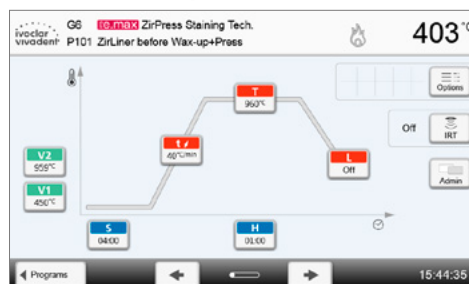 ivoclar vivadent
G6 IPS e.max ZirPress Staining Tech.
P101 ZirLiner before Wax-up+Press
403 °C
Options
Off
IRT
Admin
T
960°C
t
40°C/min
L
Off
V2
959°C
V1
450°C
S
04:00
H
01:00
Programs
15:44:35